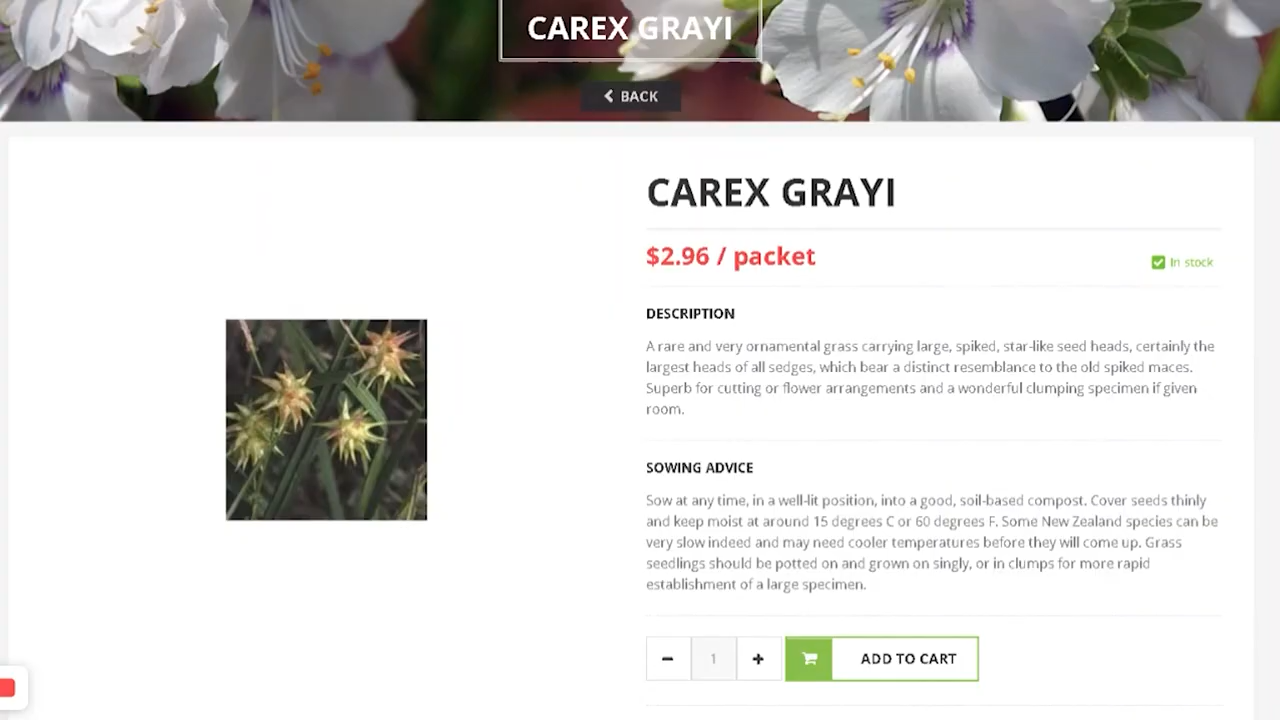 CAREX GRAYI
BACK
CAREX GRAYI
$2.96 / packet
In stock
DESCRIPTION
A rare and very ornamental grass carrying large, spiked, star-like seed heads, certainly the
largest heads of all sedges, which bear a distinct resemblance to the old spiked maces.
Superb for cutting or flower arrangements and a wonderful clumping specimen if given
room.
SOWING ADVICE
Sow at any time, in a well-lit position, into a good, soil-based compost. Cover seeds thinly
and keep moist at around 15 degrees C or 60 degrees F. Some New Zealand species can be
very slow indeed and may need cooler temperatures before they will come up. Grass
seedlings should be potted on and grown on singly, or in clumps for more rapid
establishment of a large specimen.
- 1 + ADD TO CART